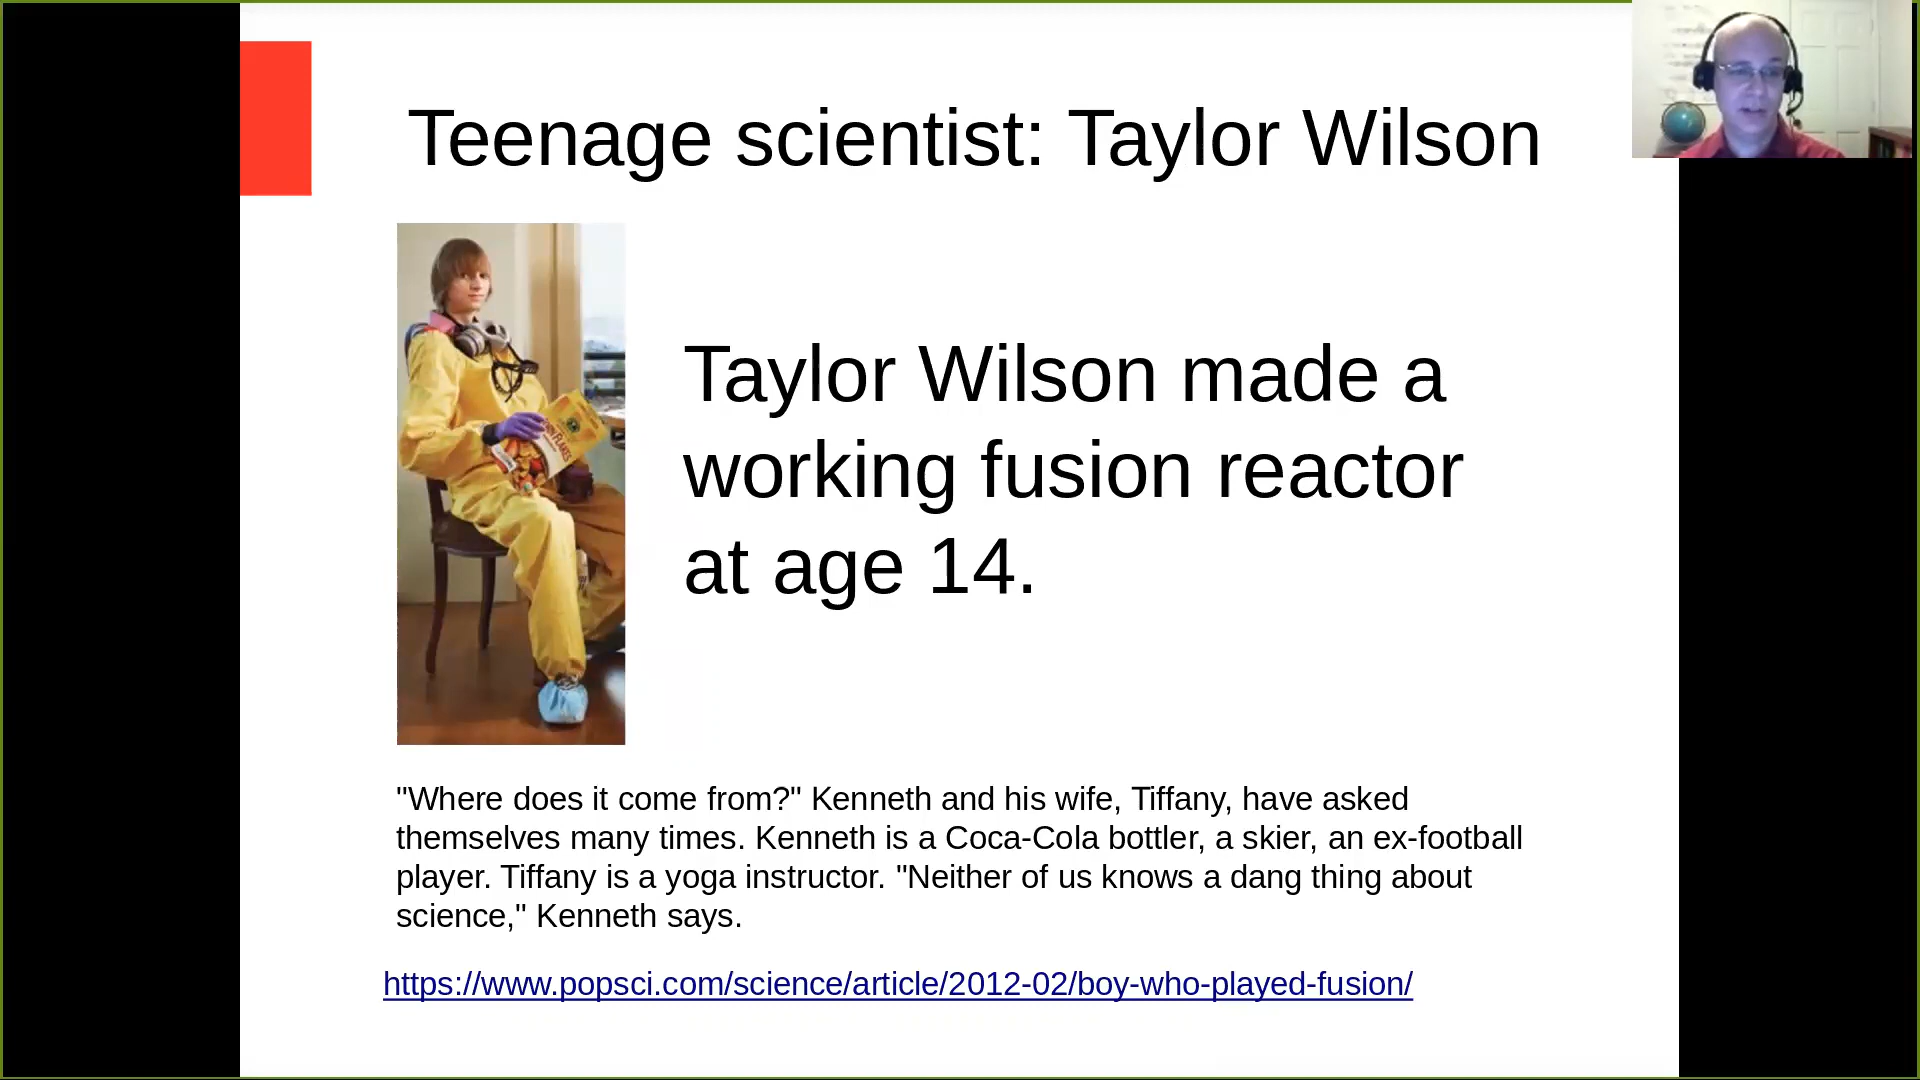 Teenage scientist: Taylor Wilson
Taylor Wilson made a
working fusion reactor
at age 14.
"Where does it come from?" Kenneth and his wife, Tiffany, have asked
themselves many times. Kenneth is a Coca-Cola bottler, a skier, an ex-football
player. Tiffany is a yoga instructor. "Neither of us knows a dang thing about
science," Kenneth says.
https://www.popsci.com/science/article/2012-02/boy-who-played-fusion/